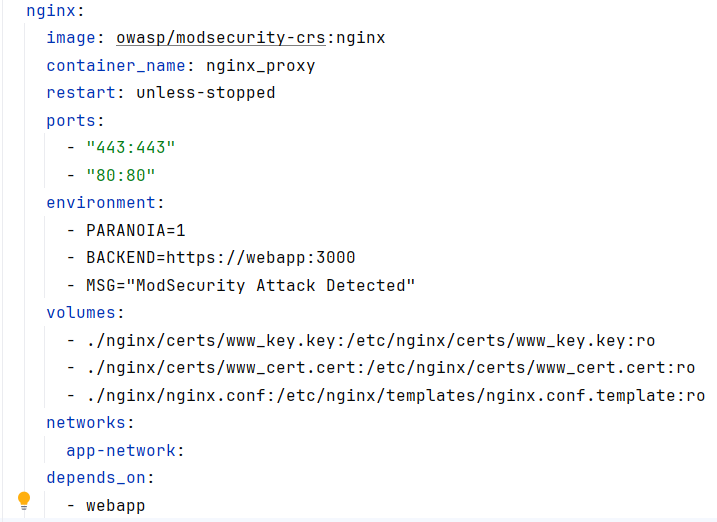 nginx:
  image: owasp/modsecurity-crs:nginx
  container_name: nginx_proxy
  restart: unless-stopped
  ports:
    - "443:443"
    - "80:80"
  environment:
    - PARANOIA=1
    - BACKEND=https://webapp:3000
    - MSG="ModSecurity Attack Detected"
  volumes:
    - ./nginx/certs/www_key.key:/etc/nginx/certs/www_key.key:ro
    - ./nginx/certs/www_cert.cert:/etc/nginx/certs/www_cert.cert:ro
    - ./nginx/nginx.conf:/etc/nginx/templates/nginx.conf.template:ro
  networks:
    app-network:
  depends_on:
    - webapp